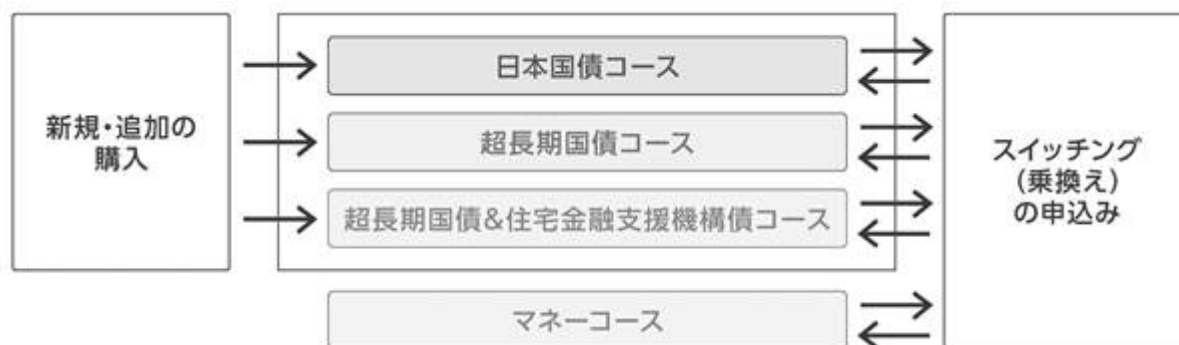 新規・追加の
購入
日本国債コース
超長期国債コース
超長期国債&住宅金融支援機構債コース
マネーコース
スイッチング
(乗換え)
の申込み